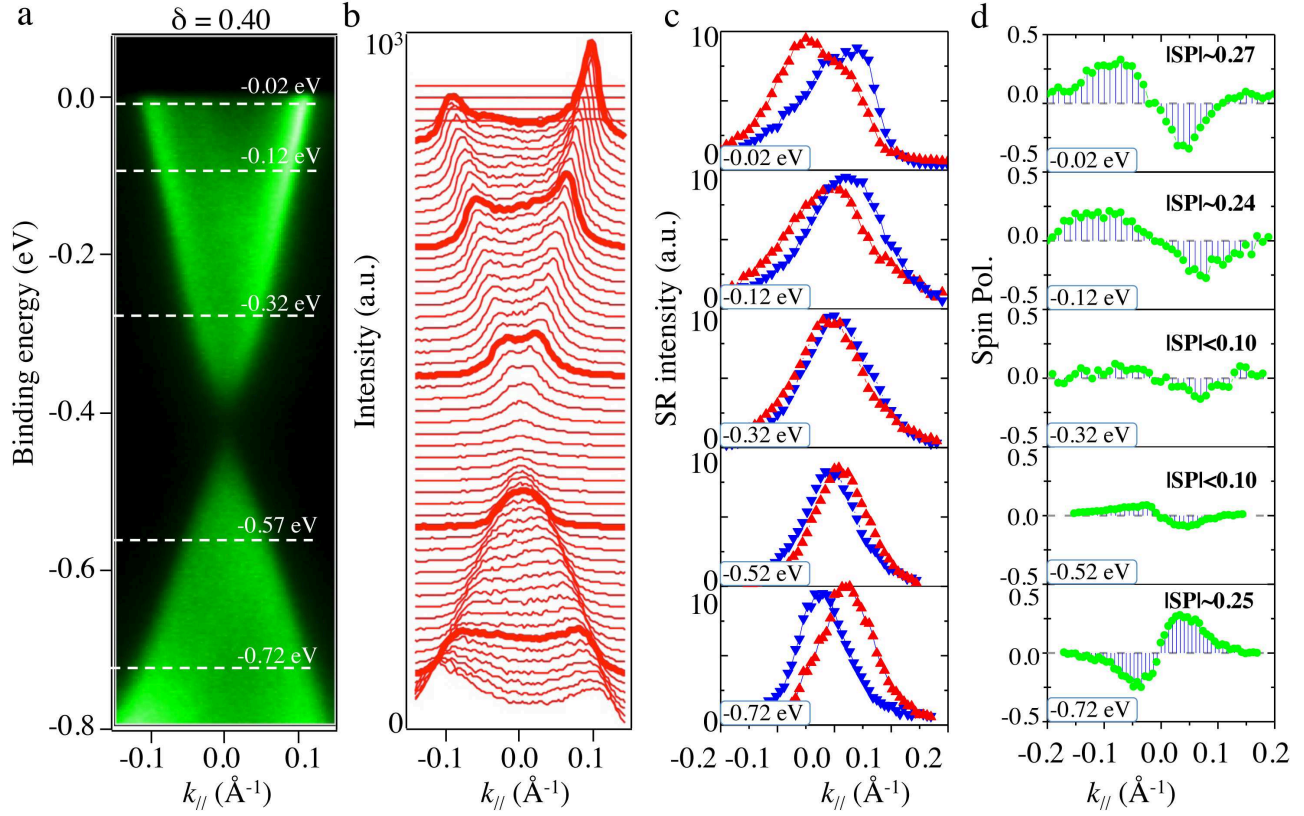 a
δ = 0.40
Binding energy (eV)
0.0
-0.2
-0.4
-0.6
-0.8
-0.02 eV
-0.12 eV
-0.32 eV
-0.57 eV
-0.72 eV
-0.1
0.0
0.1
k// (Å-1)
b
Intensity (a.u.)
10³
0
-0.1
0.0
0.1
k// (Å-1)
c
SR intensity (a.u.)
10
0
-0.02 eV
10
0
-0.12 eV
10
0
-0.32 eV
10
0
-0.52 eV
10
0
-0.72 eV
-0.2
-0.2
0.0
0.2
k// (Å-1)
d
Spin Pol.
0.5
0.0
-0.5
|SP|~0.27
-0.02 eV
0.5
0.0
-0.5
|SP|~0.24
-0.12 eV
0.5
0.0
-0.5
|SP|<0.10
-0.32 eV
0.5
0.0
-0.5
|SP|<0.10
-0.52 eV
0.5
0.0
-0.5
|SP|~0.25
-0.72 eV
-0.2
-0.1
0.0
0.1
0.2
k// (Å-1)